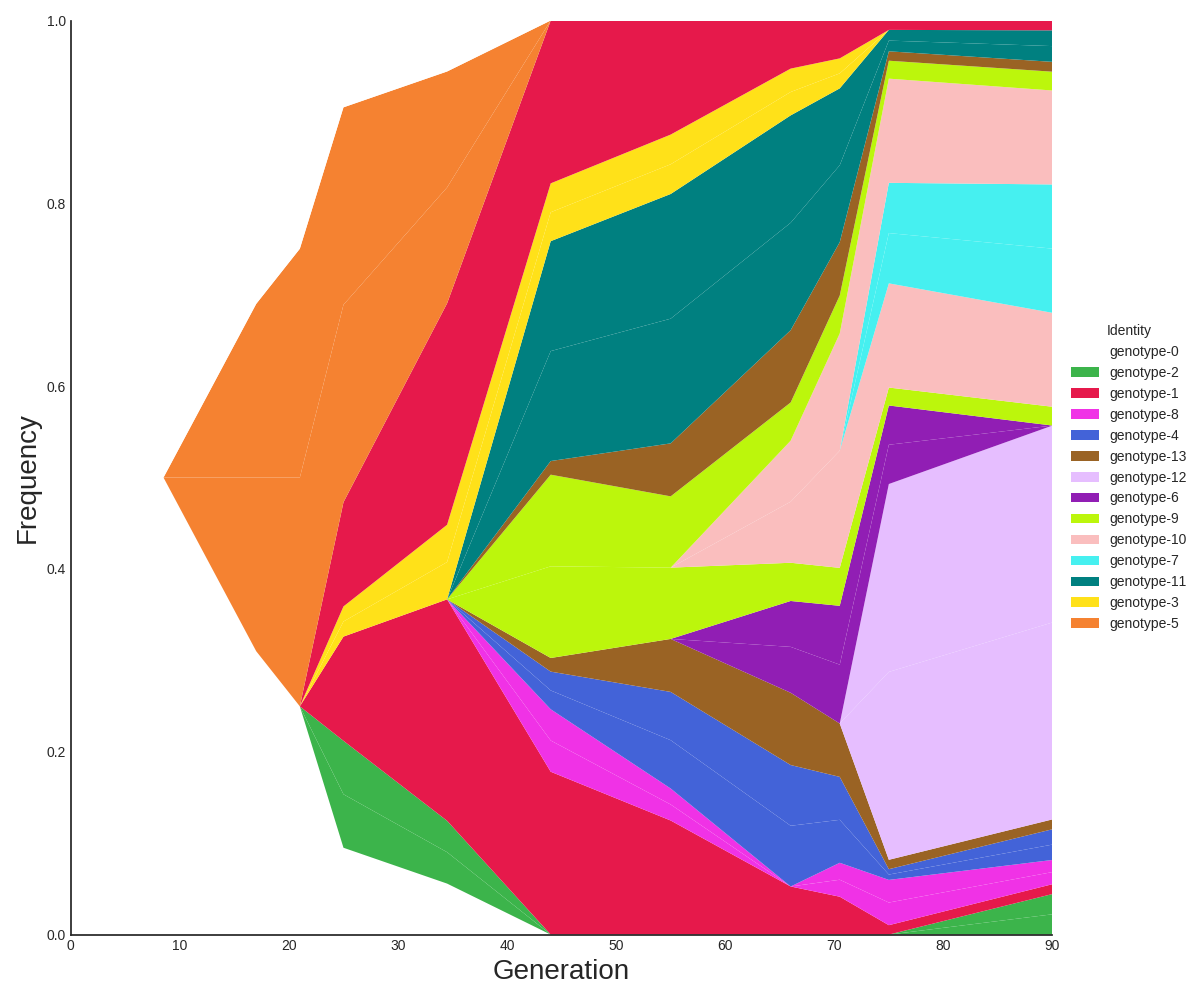 1.0
0.8
0.6
0.4
0.2
0.0
Frequency
0
10
20
30
40
50
60
70
80
90
Generation
Identity
genotype-0
genotype-2
genotype-1
genotype-8
genotype-4
genotype-13
genotype-12
genotype-6
genotype-9
genotype-10
genotype-7
genotype-11
genotype-3
genotype-5